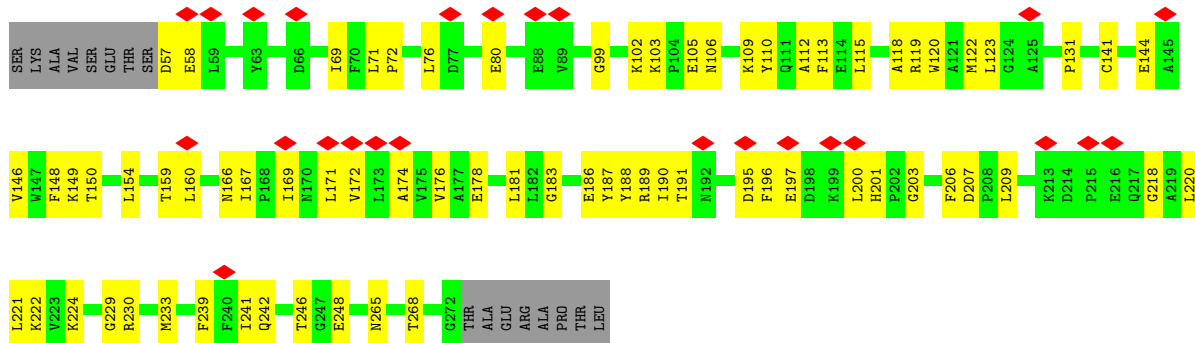 SER LYS ALA VAL SER GLU THR SER D57 E58 L59 Y63 D66 I69 F70 L71 P72 L76 D77 E80 E88 V89 G99 K102 K103 P104 E105 N106 K109 Y110 Q111 A112 F113 E114 L115 A118 R119 W120 A121 M122 L123 G124 A125 P131 C141 E144 A145
V146 W147 F148 K149 T150 L154 T159 L160 N166 I167 P168 I169 N170 L171 V172 L173 A174 V175 V176 A177 E178 L181 L182 G183 E186 Y187 Y188 R189 I190 T191 N192 D195 F196 E197 D198 K199 L200 H201 P202 G203 F206 D207 P208 L209 K213 D214 P215 E216 Q217 G218 A219 L220
L221 K222 V223 K224 G229 R230 M233 F239 F240 I241 Q242 T246 G247 E248 N265 T268 G272 THR ALA GLU ARG ALA PRO THR LEU